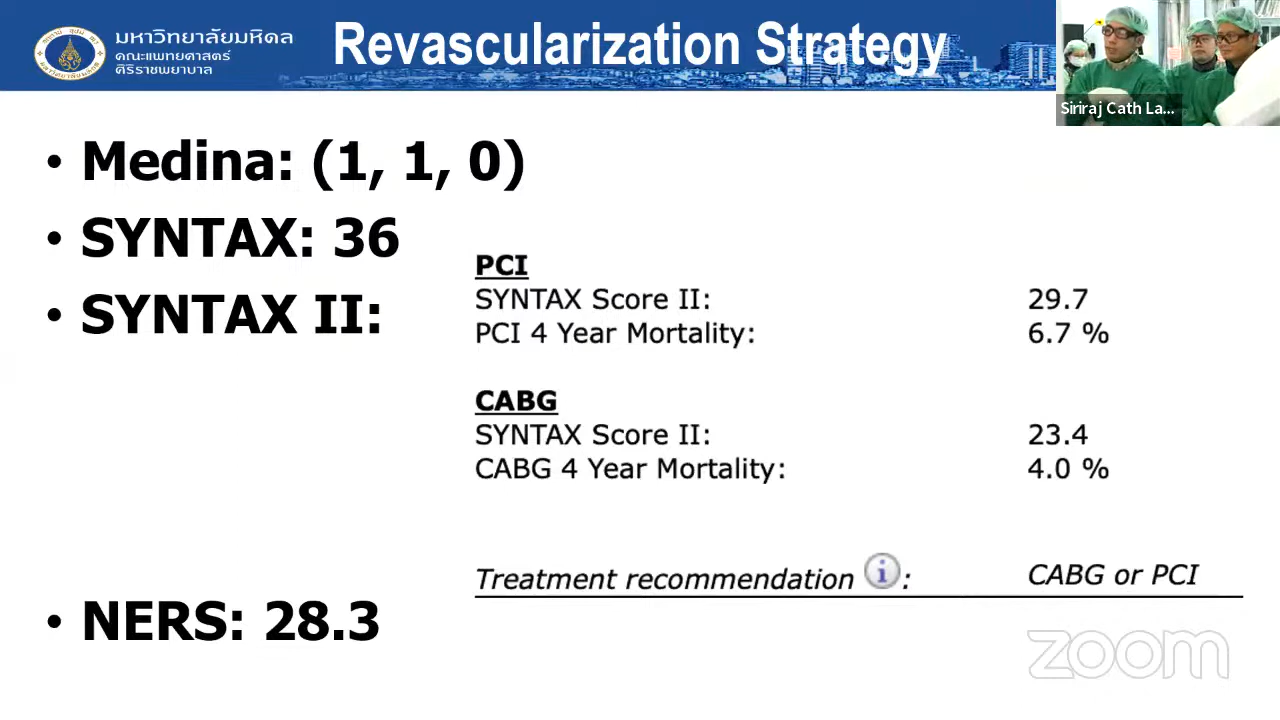 มหาวิทยาลัยมหิดล
คณะแพทยศาสตร์
ศิริราชพยาบาล
Revascularization Strategy
Siriraj Cath La...
• Medina: (1, 1, 0)
• SYNTAX: 36
• SYNTAX II:
PCI
SYNTAX Score II: 29.7
PCI 4 Year Mortality: 6.7 %
CABG
SYNTAX Score II: 23.4
CABG 4 Year Mortality: 4.0 %
Treatment recommendation i : CABG or PCI
• NERS: 28.3
zoom